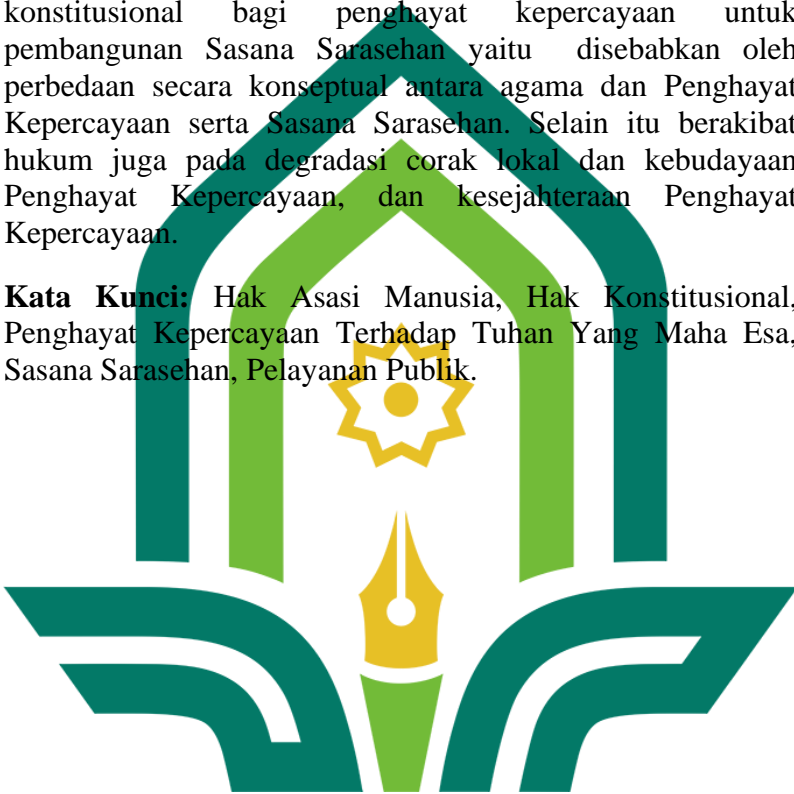 konstitusional bagi penghayat kepercayaan untuk
pembangunan Sasana Sarasehan yaitu disebabkan oleh
perbedaan secara konseptual antara agama dan Penghayat
Kepercayaan serta Sasana Sarasehan. Selain itu berakibat
hukum juga pada degradasi corak lokal dan kebudayaan
Penghayat Kepercayaan, dan kesejahteraan Penghayat
Kepercayaan.
Kata Kunci: Hak Asasi Manusia, Hak Konstitusional,
Penghayat Kepercayaan Terhadap Tuhan Yang Maha Esa,
Sasana Sarasehan, Pelayanan Publik.